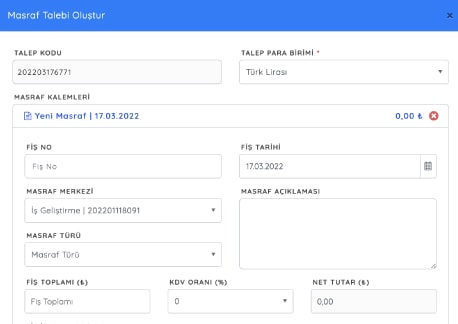 Masraf Talebi Oluştur
×
TALEP KODU
TALEP PARA BİRİMİ *
202203176771
Türk Lirası
MASRAF KALEMLERİ
Yeni Masraf | 17.03.2022
0,00 ₺
FİŞ NO
FİŞ TARİHİ
Fiş No
17.03.2022
MASRAF MERKEZİ
MASRAF AÇIKLAMASI
İş Geliştirme | 202201118091
MASRAF TÜRÜ
Masraf Türü
FİŞ TOPLAMI (₺)
KDV ORANI (%)
NET TUTAR (₺)
Fiş Toplamı
0
0,00